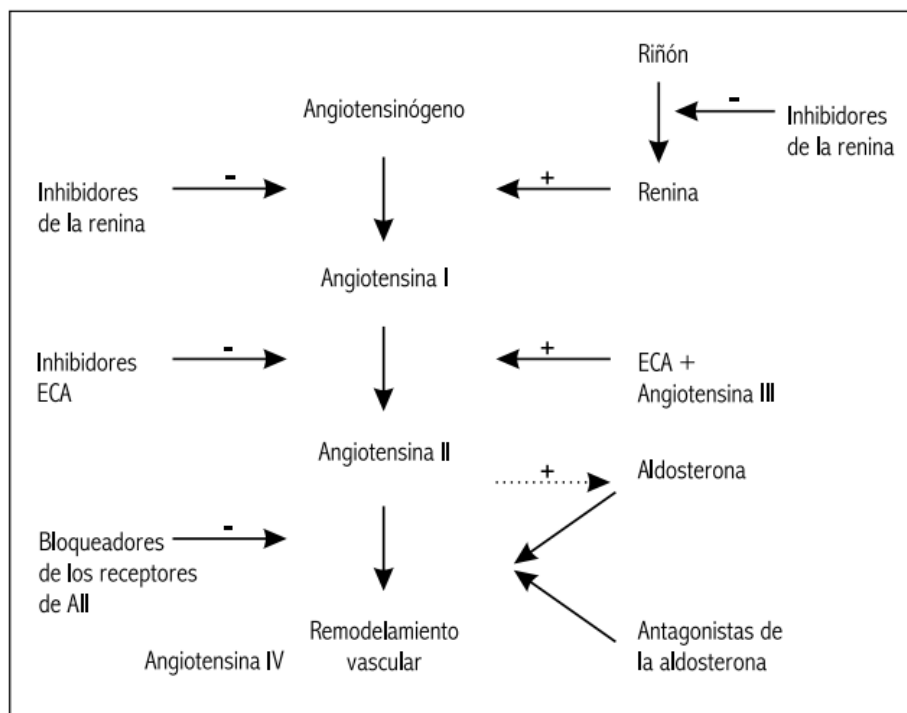 Riñón
Angiotensinógeno
-
Inhibidores
de la renina
Inhibidores
de la renina
-
+
Renina
Angiotensina I
Inhibidores
ECA
-
+
ECA +
Angiotensina III
Angiotensina II
+
Aldosterona
Bloqueadores
de los receptores
de AII
-
Angiotensina IV
Remodelamiento
vascular
Antagonistas de
la aldosterona